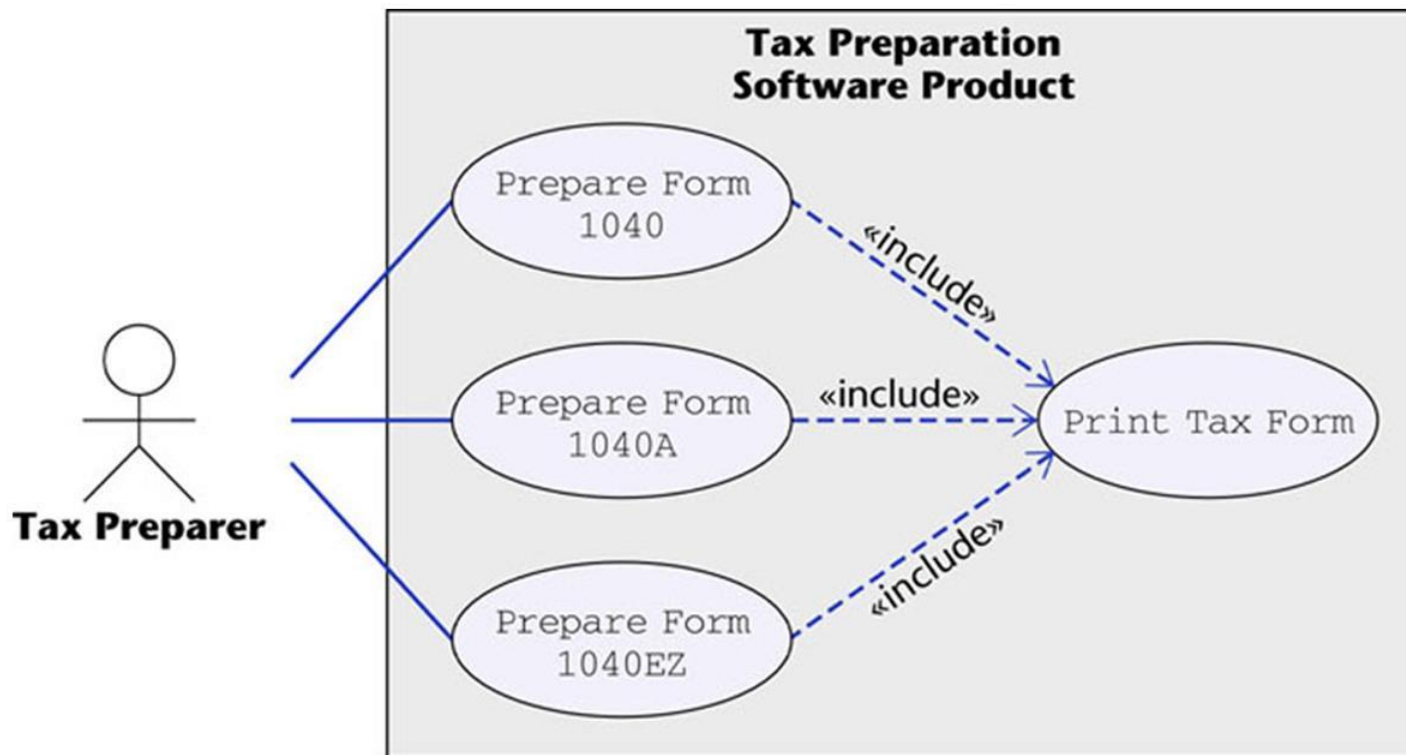 Tax Preparation
Software Product
Prepare Form
1040
«include»
Prepare Form
1040A
«include»
Print Tax Form
Tax Preparer
Prepare Form
1040EZ
«include»